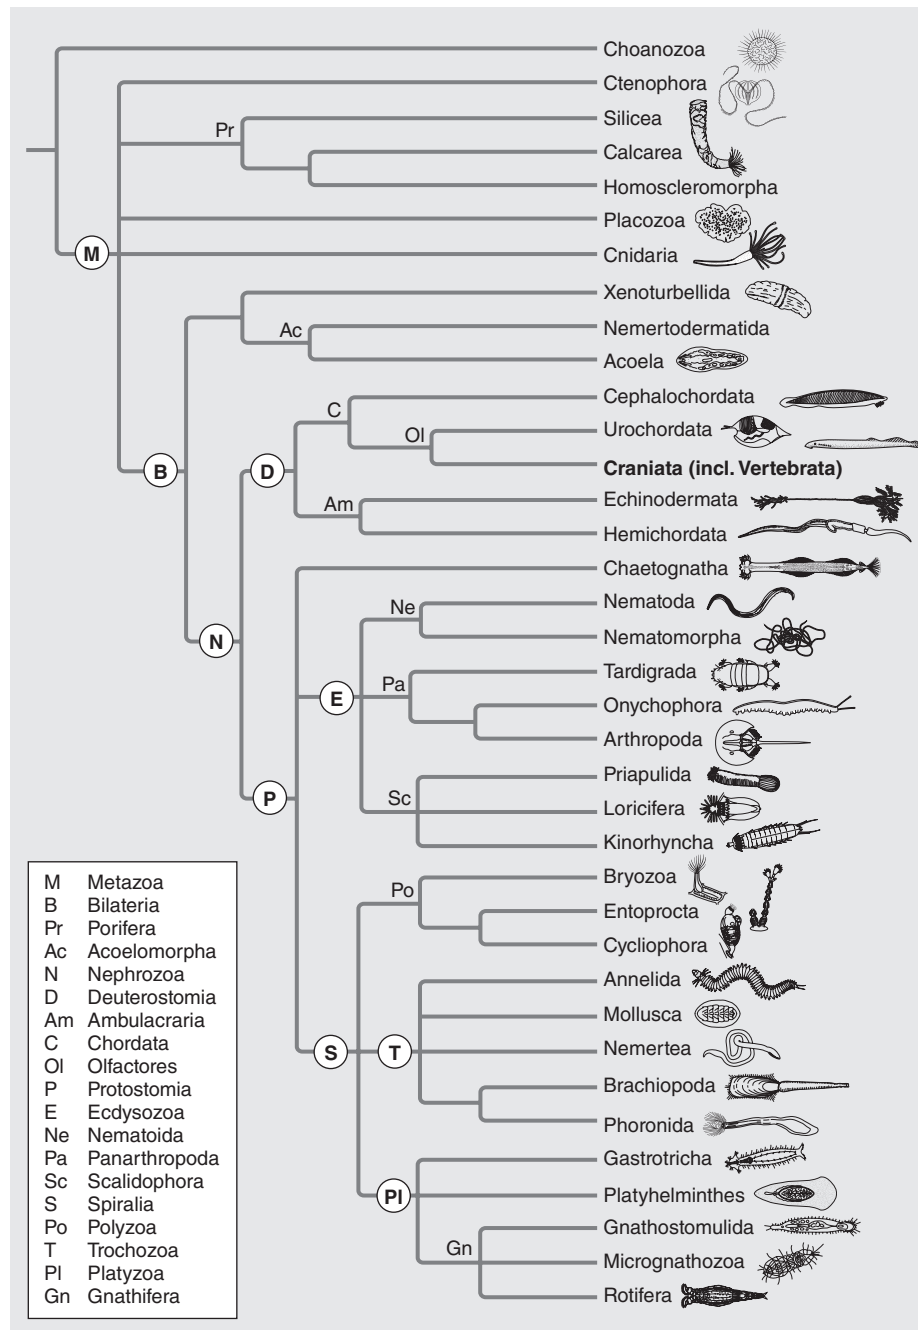 Choanozoa
Ctenophora
Pr
Silicea
Calcarea
Homoscleromorpha
Placozoa
M
Cnidaria
Xenoturbellida
Nemertodermatida
Ac
Acoela
Cephalochordata
C
Urochordata
Ol
B
D
Craniata (incl. Vertebrata)
Echinodermata
Am
Hemichordata
Chaetognatha
Nematoda
Ne
N
Nematomorpha
Tardigrada
E
Pa
Onychophora
Arthropoda
Priapulida
P
Sc
Loricifera
Kinorhyncha
Bryozoa
Po
Entoprocta
Cycliophora
Annelida
Mollusca
S
T
Nemertea
Brachiopoda
Phoronida
Gastrotricha
Pl
Platyhelminthes
Gnathostomulida
Gn
Micrognathozoa
Rotifera
M Metazoa
B Bilateria
Pr Porifera
Ac Acoelomorpha
N Nephrozoa
D Deuterostomia
Am Ambulacraria
C Chordata
Ol Olfactores
P Protostomia
E Ecdysozoa
Ne Nematoida
Pa Panarthropoda
Sc Scalidophora
S Spiralia
Po Polyzoa
T Trochozoa
Pl Platyzoa
Gn Gnathifera